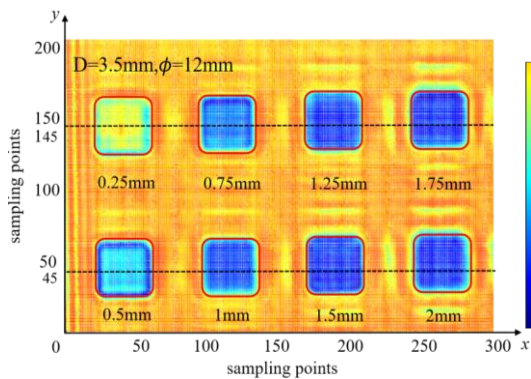 y
200
D=3.5mm,ϕ=12mm
150
145
0.25mm 0.75mm 1.25mm 1.75mm
100
sampling points
50
45
0.5mm 1mm 1.5mm 2mm
0 50 100 150 200 250 300 x
sampling points